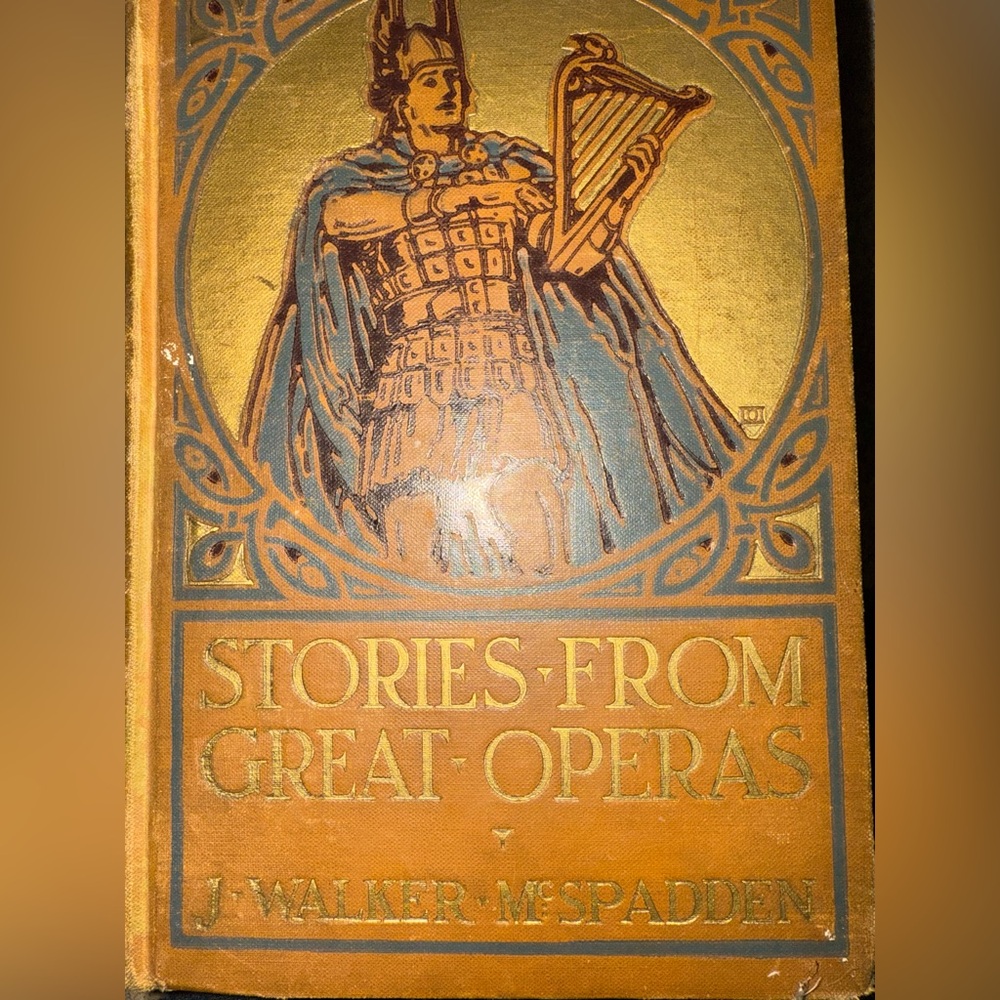 STORIES · FROM
GREAT · OPERAS
J · WALKER · McSPADDEN